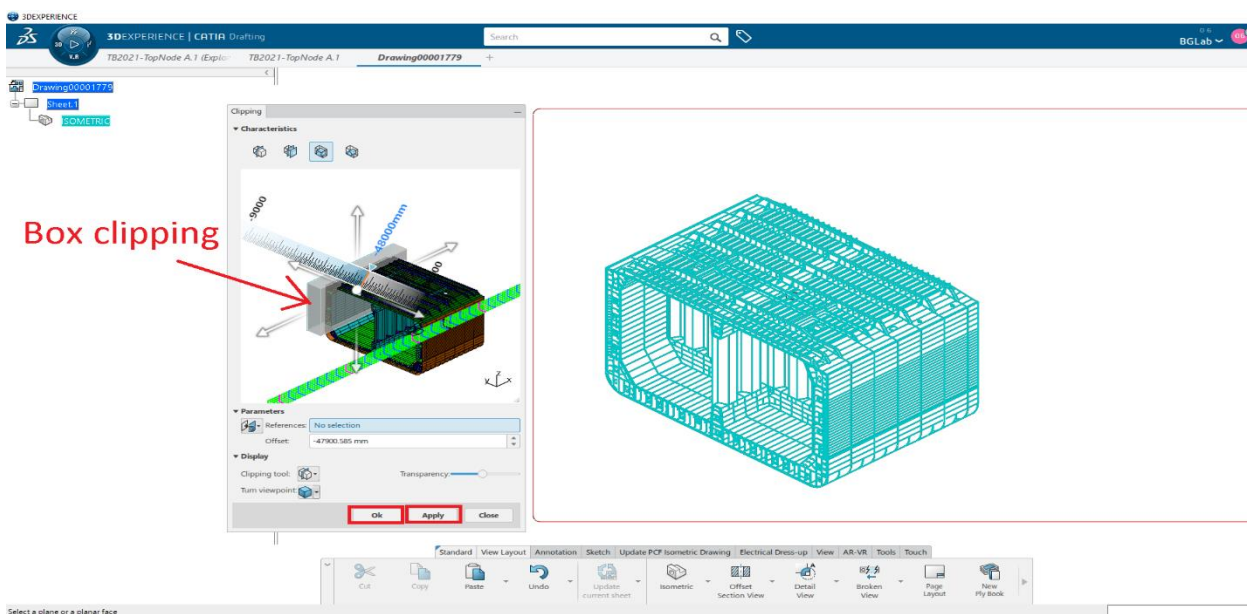 3DEXPERIENCE
3DEXPERIENCE | CATIA Drafting
Search
BGLab
TB2021-TopNode A.1 (Explor
TB2021-TopNode A.1
Drawing00001779
+
Drawing00001779
Sheet.1
ISOMETRIC
Clipping
Characteristics
Box clipping
-9000
-48000mm
Parameters
References: No selection
Offset: -47900.585 mm
Display
Clipping tool:
Transparency:
Turn viewpoint:
Ok Apply Close
Standard View Layout Annotation Sketch Update PCF Isometric Drawing Electrical Dress-up View AR-VR Tools Touch
Cut
Copy
Paste
Undo
Update current sheet
Isometric
Offset Section View
Detail View
Broken View
Page Layout
New Ply Book
Select a plane or a planar face